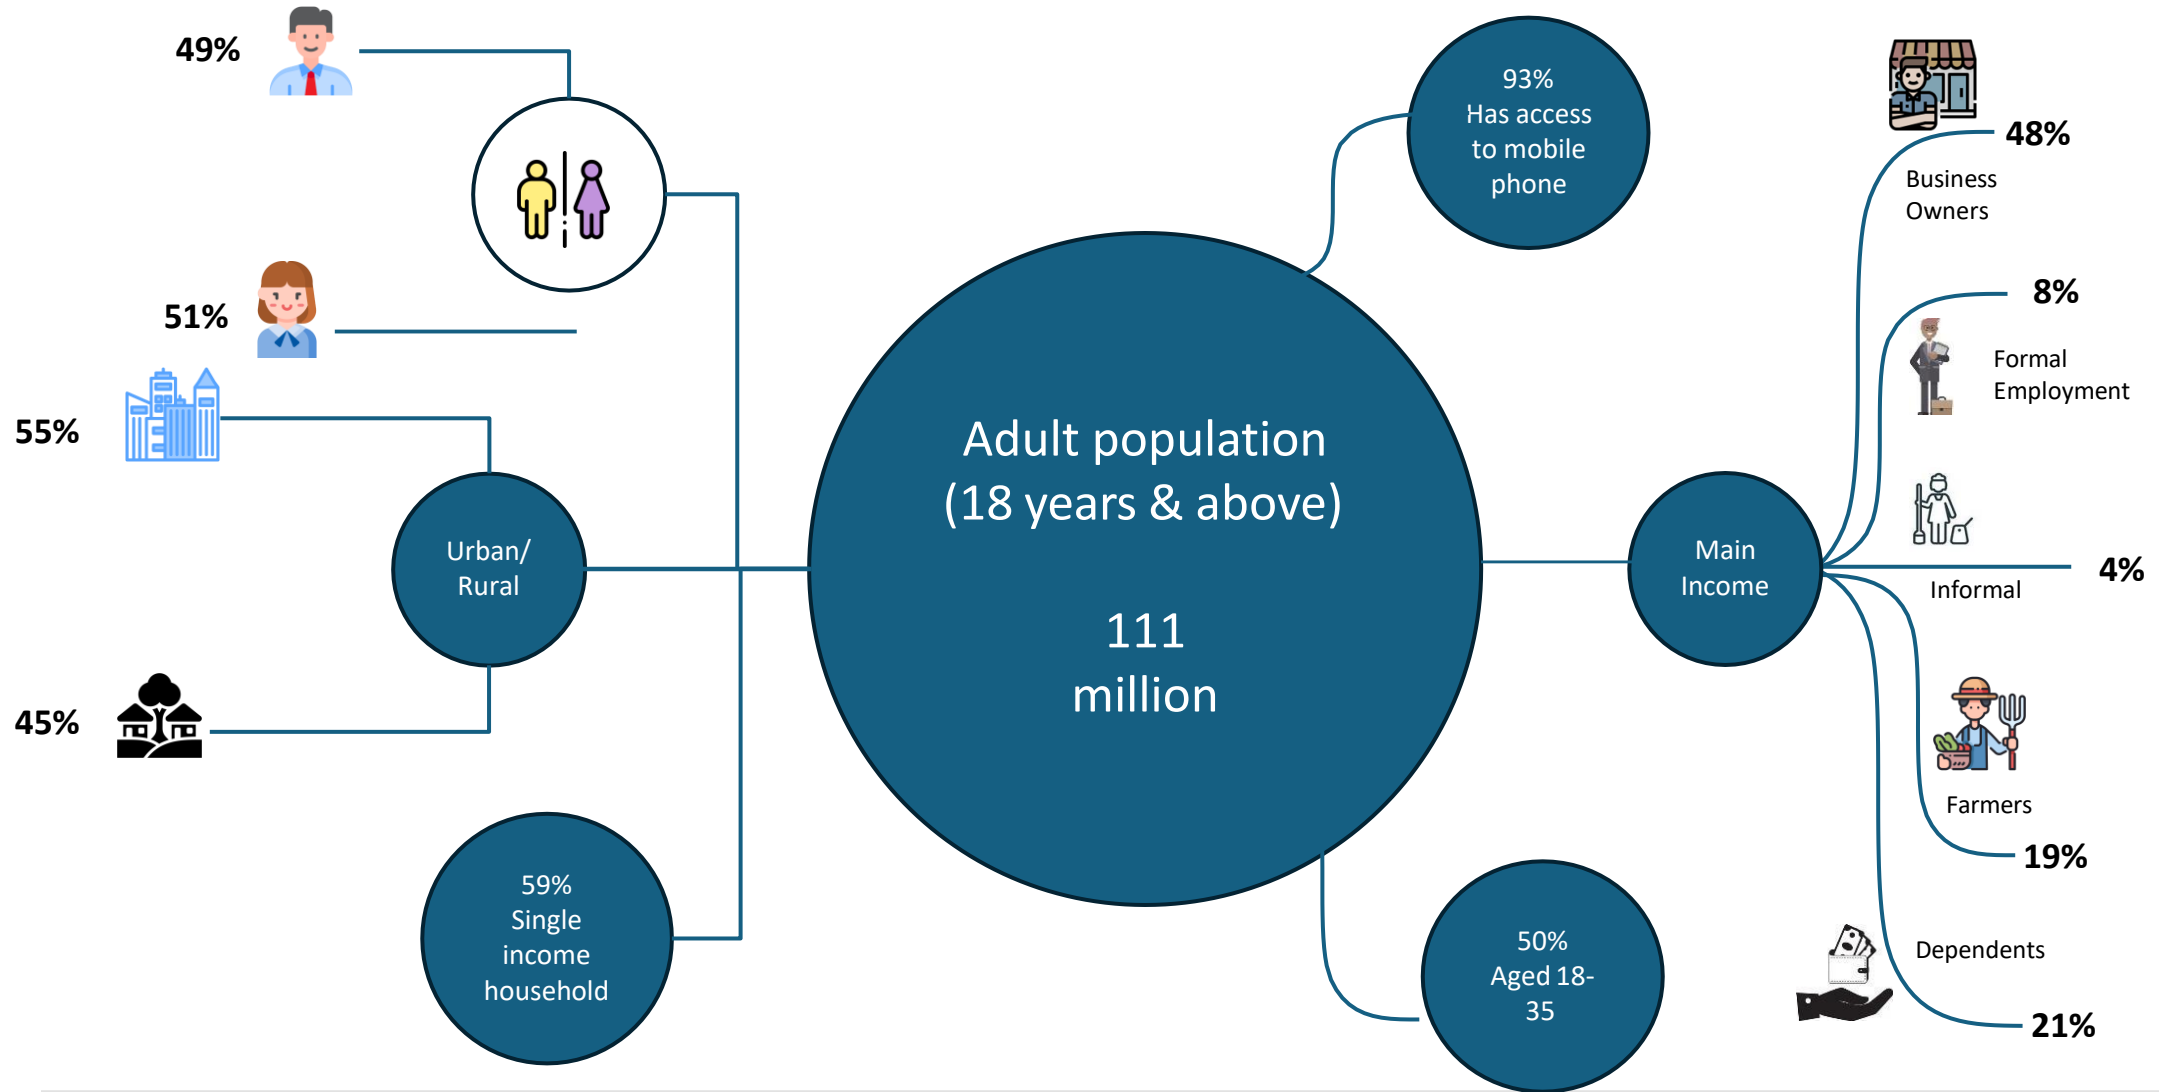 49%
51%
55%
Urban/
Rural
45%
59%
Single
income
household
Adult population
(18 years & above)
111
million
93%
Has access
to mobile
phone
50%
Aged 18-
35
Main
Income
48%
Business
Owners
8%
Formal
Employment
4%
Informal
Farmers
19%
Dependents
21%